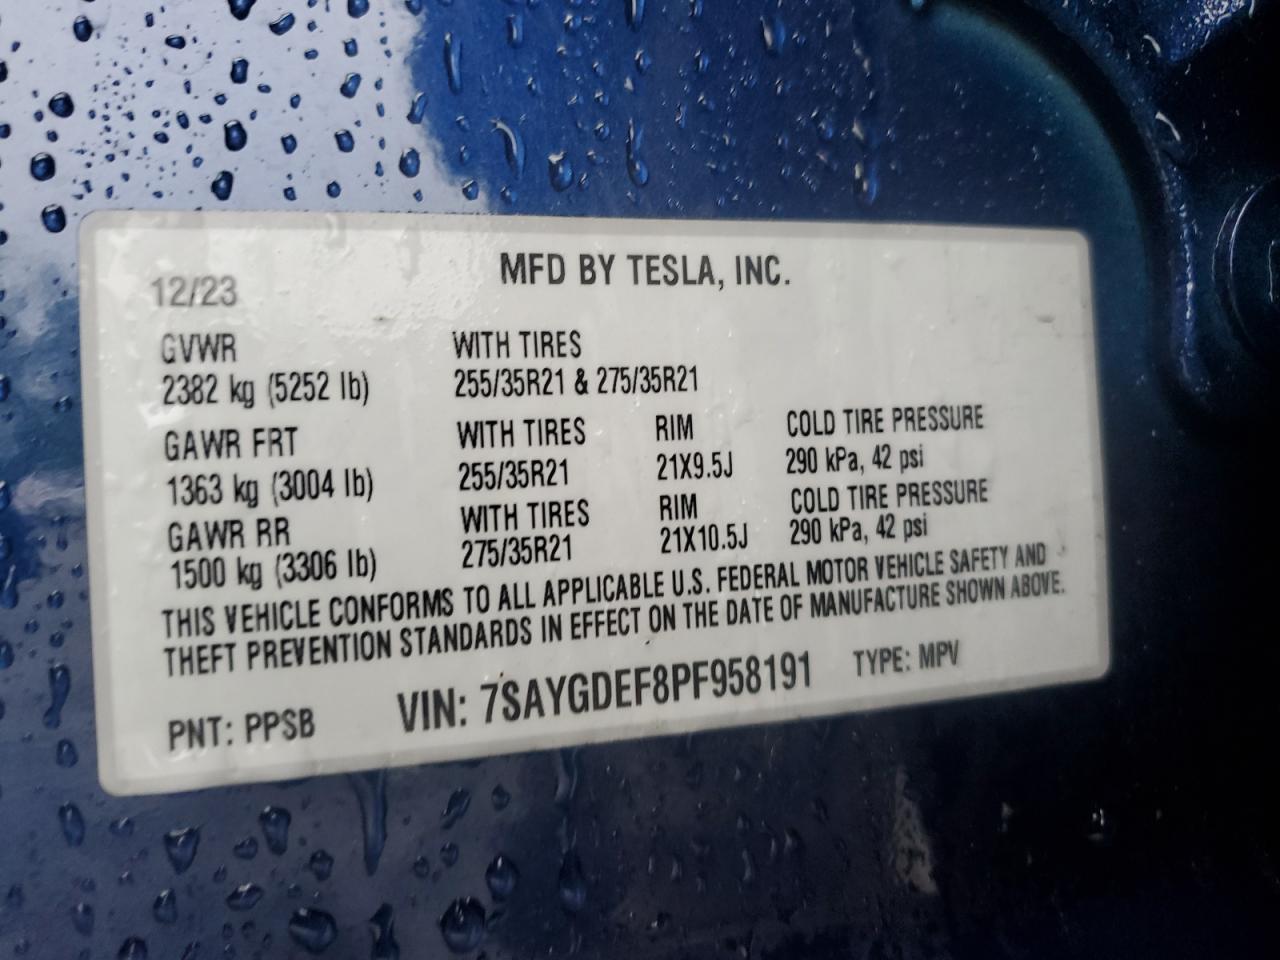 MFD BY TESLA, INC.
12/23
GVWR WITH TIRES
2382 kg (5252 lb) 255/35R21 & 275/35R21
GAWR FRT WITH TIRES RIM COLD TIRE PRESSURE
1363 kg (3004 lb) 255/35R21 21X9.5J 290 kPa, 42 psi
GAWR RR WITH TIRES RIM COLD TIRE PRESSURE
1500 kg (3306 lb) 275/35R21 21X10.5J 290 kPa, 42 psi
THIS VEHICLE CONFORMS TO ALL APPLICABLE U.S. FEDERAL MOTOR VEHICLE SAFETY AND
THEFT PREVENTION STANDARDS IN EFFECT ON THE DATE OF MANUFACTURE SHOWN ABOVE.
PNT: PPSB VIN: 7SAYGDEF8PF958191 TYPE: MPV